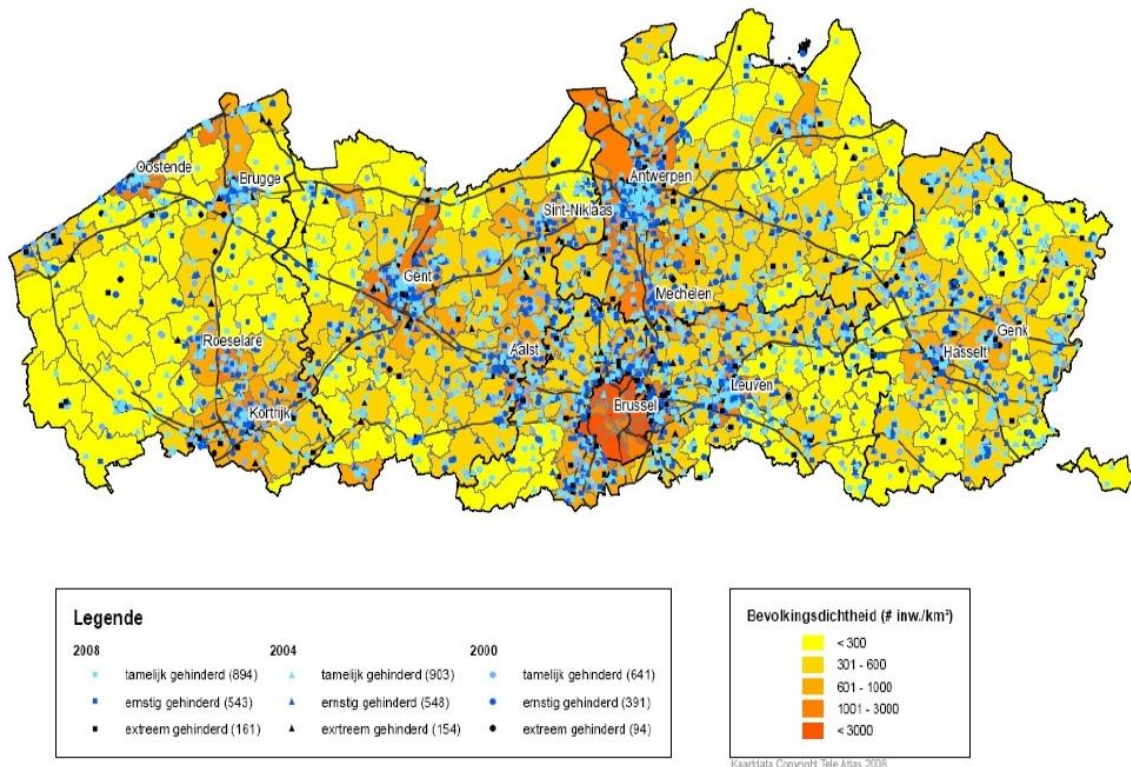 Oostende
Brugge
Antwerpen
Sint-Niklaas
Gent
Mechelen
Roeselare
Aalst
Genk
Hasselt
Leuven
Brussel
Kortrijk
Legende
2008 2004 2000
tamelijk gehinderd (894) tamelijk gehinderd (903) tamelijk gehinderd (641)
ernstig gehinderd (543) ernstig gehinderd (548) ernstig gehinderd (391)
extreem gehinderd (161) exrtreem gehinderd (154) extreem gehinderd (94)
Bevolkingsdichtheid (# inw./km²)
< 300
301 - 600
601 - 1000
1001 - 3000
< 3000
Kaartdata Copyright Tele Atlas 2008